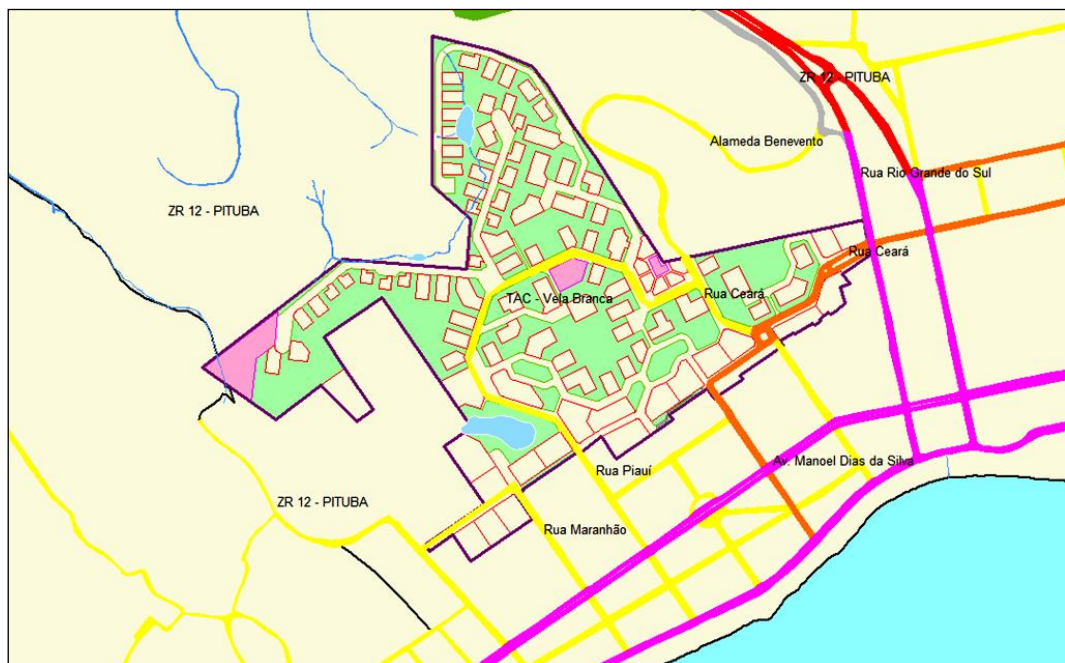 ZR 12 - PITUBA
Alameda Benevento
Rua Rio Grande do Sul
ZR 12 - PITUBA
Rua Ceará
TAC - Vela Branca
Rua Ceará
Av. Manoel Dias da Silva
Rua Piauí
ZR 12 - PITUBA
Rua Maranhão